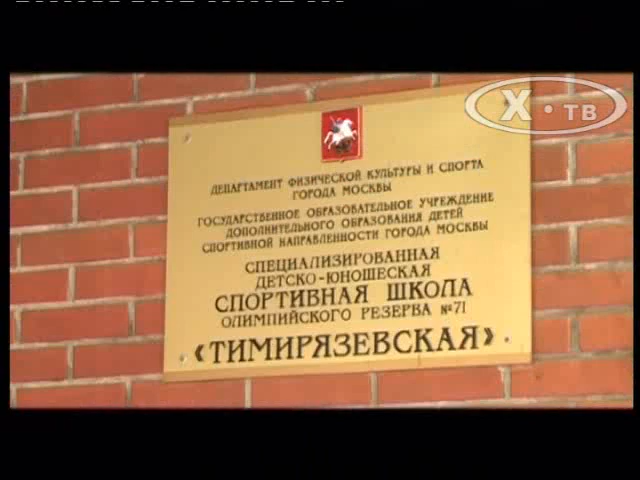 Х·ТВ
ДЕПАРТАМЕНТ ФИЗИЧЕСКОЙ КУЛЬТУРЫ И СПОРТА
ГОРОДА МОСКВЫ
ГОСУДАРСТВЕННОЕ ОБРАЗОВАТЕЛЬНОЕ УЧРЕЖДЕНИЕ
ДОПОЛНИТЕЛЬНОГО ОБРАЗОВАНИЯ ДЕТЕЙ
СПОРТИВНОЙ НАПРАВЛЕННОСТИ ГОРОДА МОСКВЫ
СПЕЦИАЛИЗИРОВАННАЯ
ДЕТСКО-ЮНОШЕСКАЯ
СПОРТИВНАЯ ШКОЛА
ОЛИМПИЙСКОГО РЕЗЕРВА №71
«ТИМИРЯЗЕВСКАЯ»